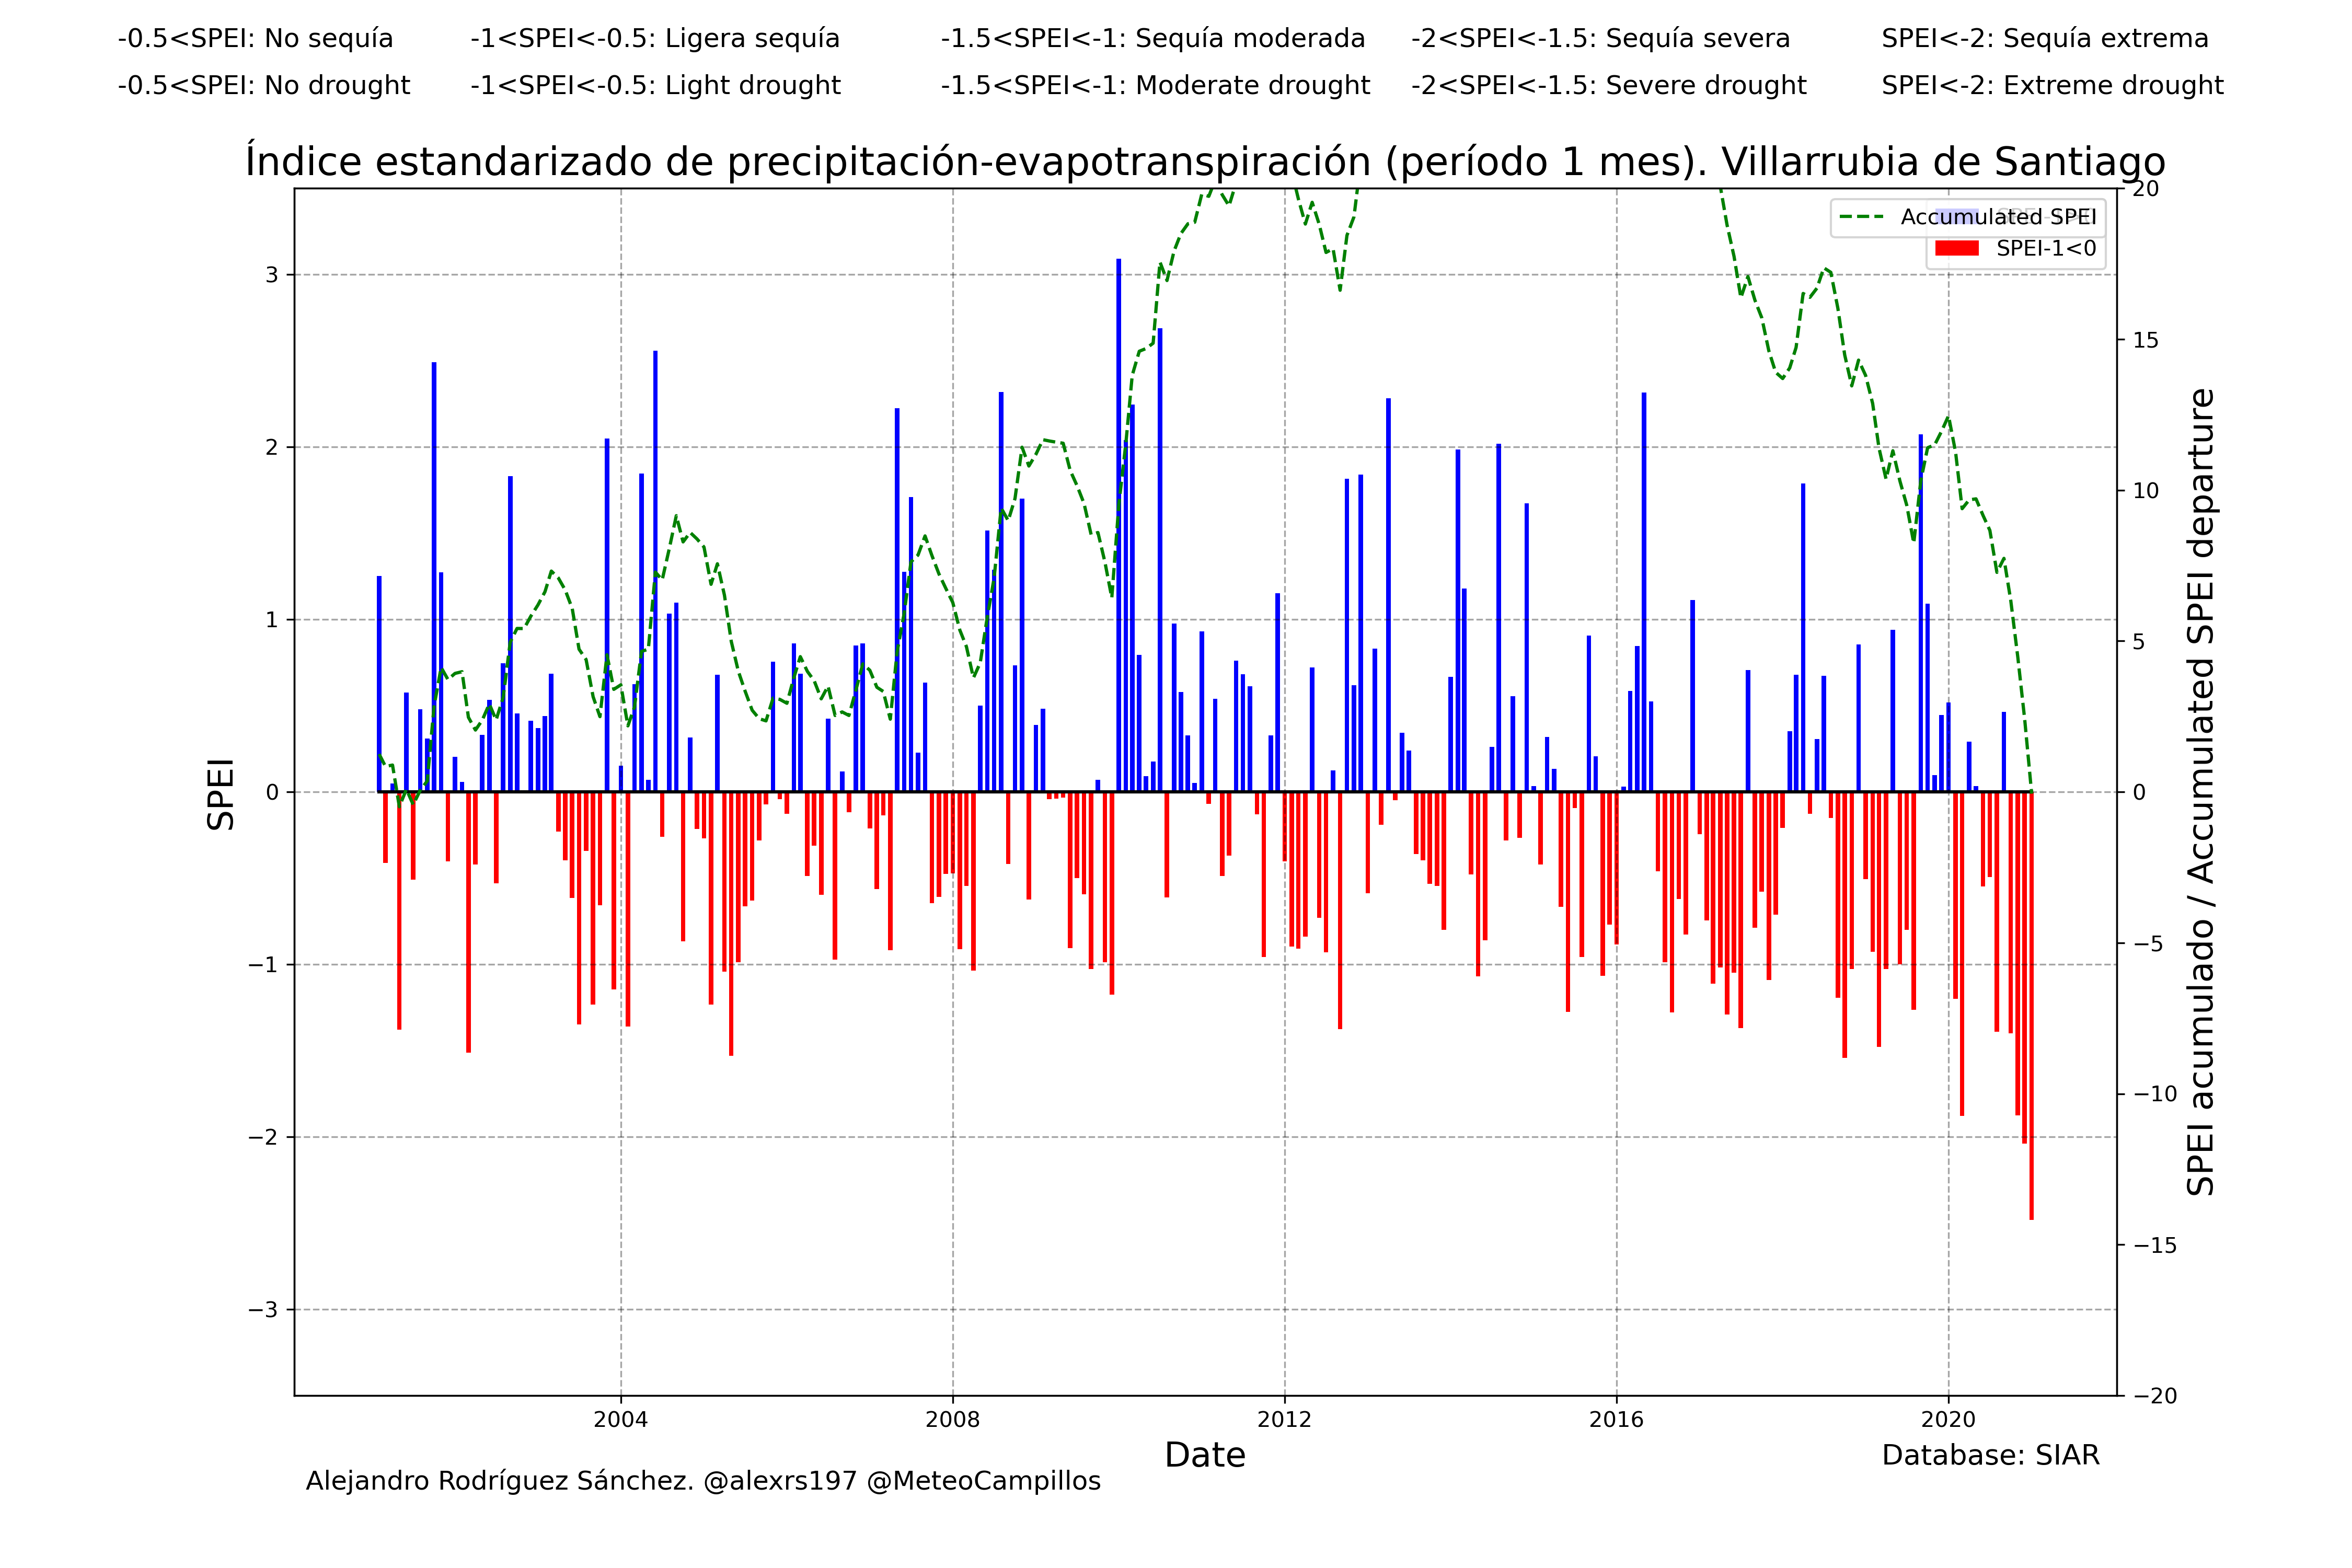 -0.5<SPEI: No sequía -1<SPEI<-0.5: Ligera sequía -1.5<SPEI<-1: Sequía moderada -2<SPEI<-1.5: Sequía severa SPEI<-2: Sequía extrema
-0.5<SPEI: No drought -1<SPEI<-0.5: Light drought -1.5<SPEI<-1: Moderate drought -2<SPEI<-1.5: Severe drought SPEI<-2: Extreme drought
Índice estandarizado de precipitación-evapotranspiración (período 1 mes). Villarrubia de Santiago
Accumulated SPEI
SPEI-1<0
3
2
1
0
−1
−2
−3
SPEI
20
15
10
5
0
−5
−10
−15
−20
SPEI acumulado / Accumulated SPEI departure
2004 2008 2012 2016 2020
Date
Database: SIAR
Alejandro Rodríguez Sánchez. @alexrs197 @MeteoCampillos